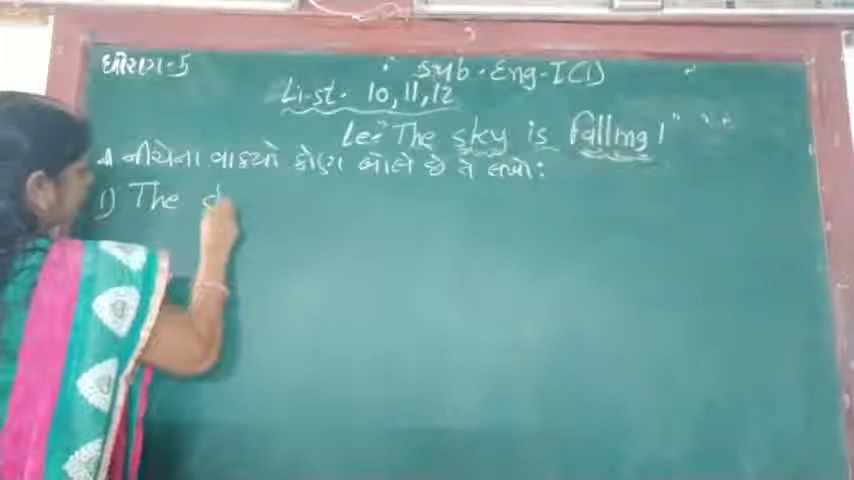 ધોરણ-5
Sub. Eng-I(1)
List. 10,11,12
Le:"The sky is falling!"
નીચેના વાક્યો કોણ બોલે છે તે લખો:
1) The